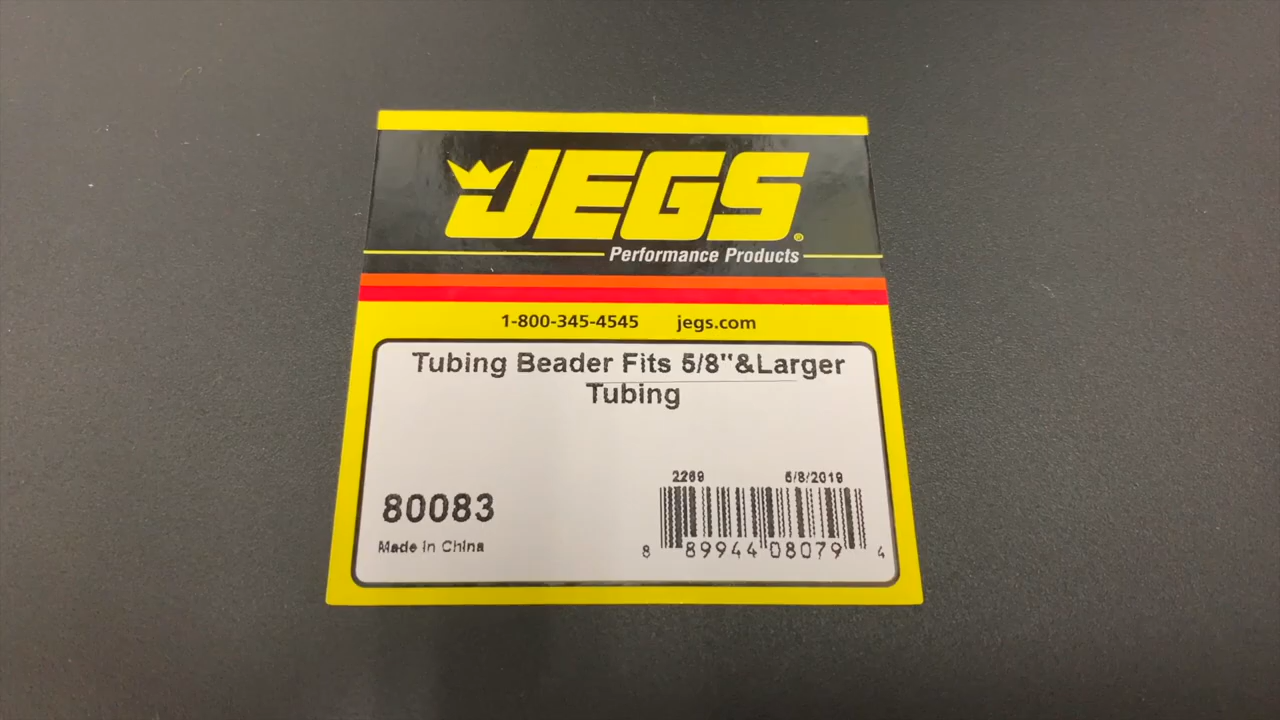 JEGS®
Performance Products
1-800-345-4545 jegs.com
Tubing Beader Fits 5/8"&Larger
Tubing
2269 5/8/2019
80083
Made in China
8 89944 08079 4